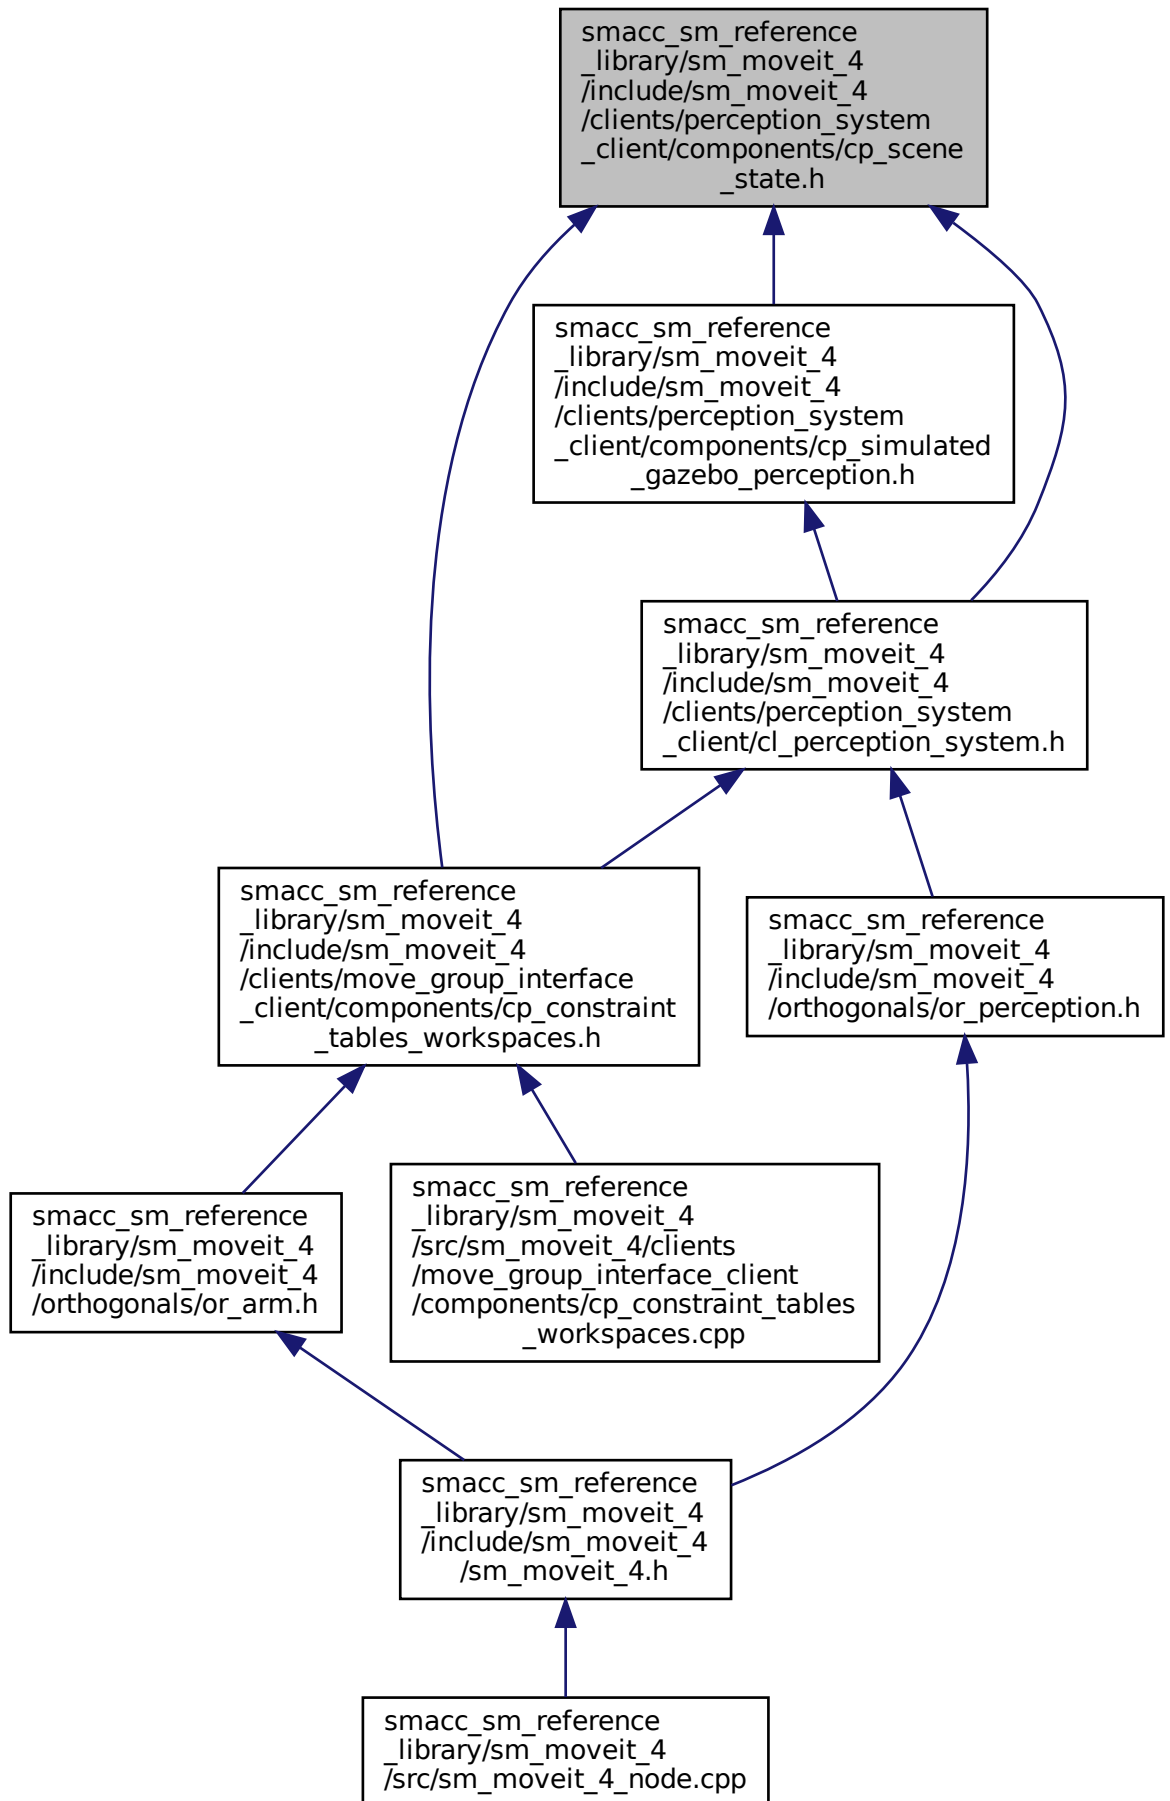 smacc_sm_reference
_library/sm_moveit_4
/include/sm_moveit_4
/clients/perception_system
_client/components/cp_scene
_state.h
smacc_sm_reference
_library/sm_moveit_4
/include/sm_moveit_4
/clients/perception_system
_client/components/cp_simulated
_gazebo_perception.h
smacc_sm_reference
_library/sm_moveit_4
/include/sm_moveit_4
/clients/perception_system
_client/cl_perception_system.h
smacc_sm_reference
_library/sm_moveit_4
/include/sm_moveit_4
/clients/move_group_interface
_client/components/cp_constraint
_tables_workspaces.h
smacc_sm_reference
_library/sm_moveit_4
/include/sm_moveit_4
/orthogonals/or_perception.h
smacc_sm_reference
_library/sm_moveit_4
/include/sm_moveit_4
/orthogonals/or_arm.h
smacc_sm_reference
_library/sm_moveit_4
/src/sm_moveit_4/clients
/move_group_interface_client
/components/cp_constraint_tables
_workspaces.cpp
smacc_sm_reference
_library/sm_moveit_4
/include/sm_moveit_4
/sm_moveit_4.h
smacc_sm_reference
_library/sm_moveit_4
/src/sm_moveit_4_node.cpp